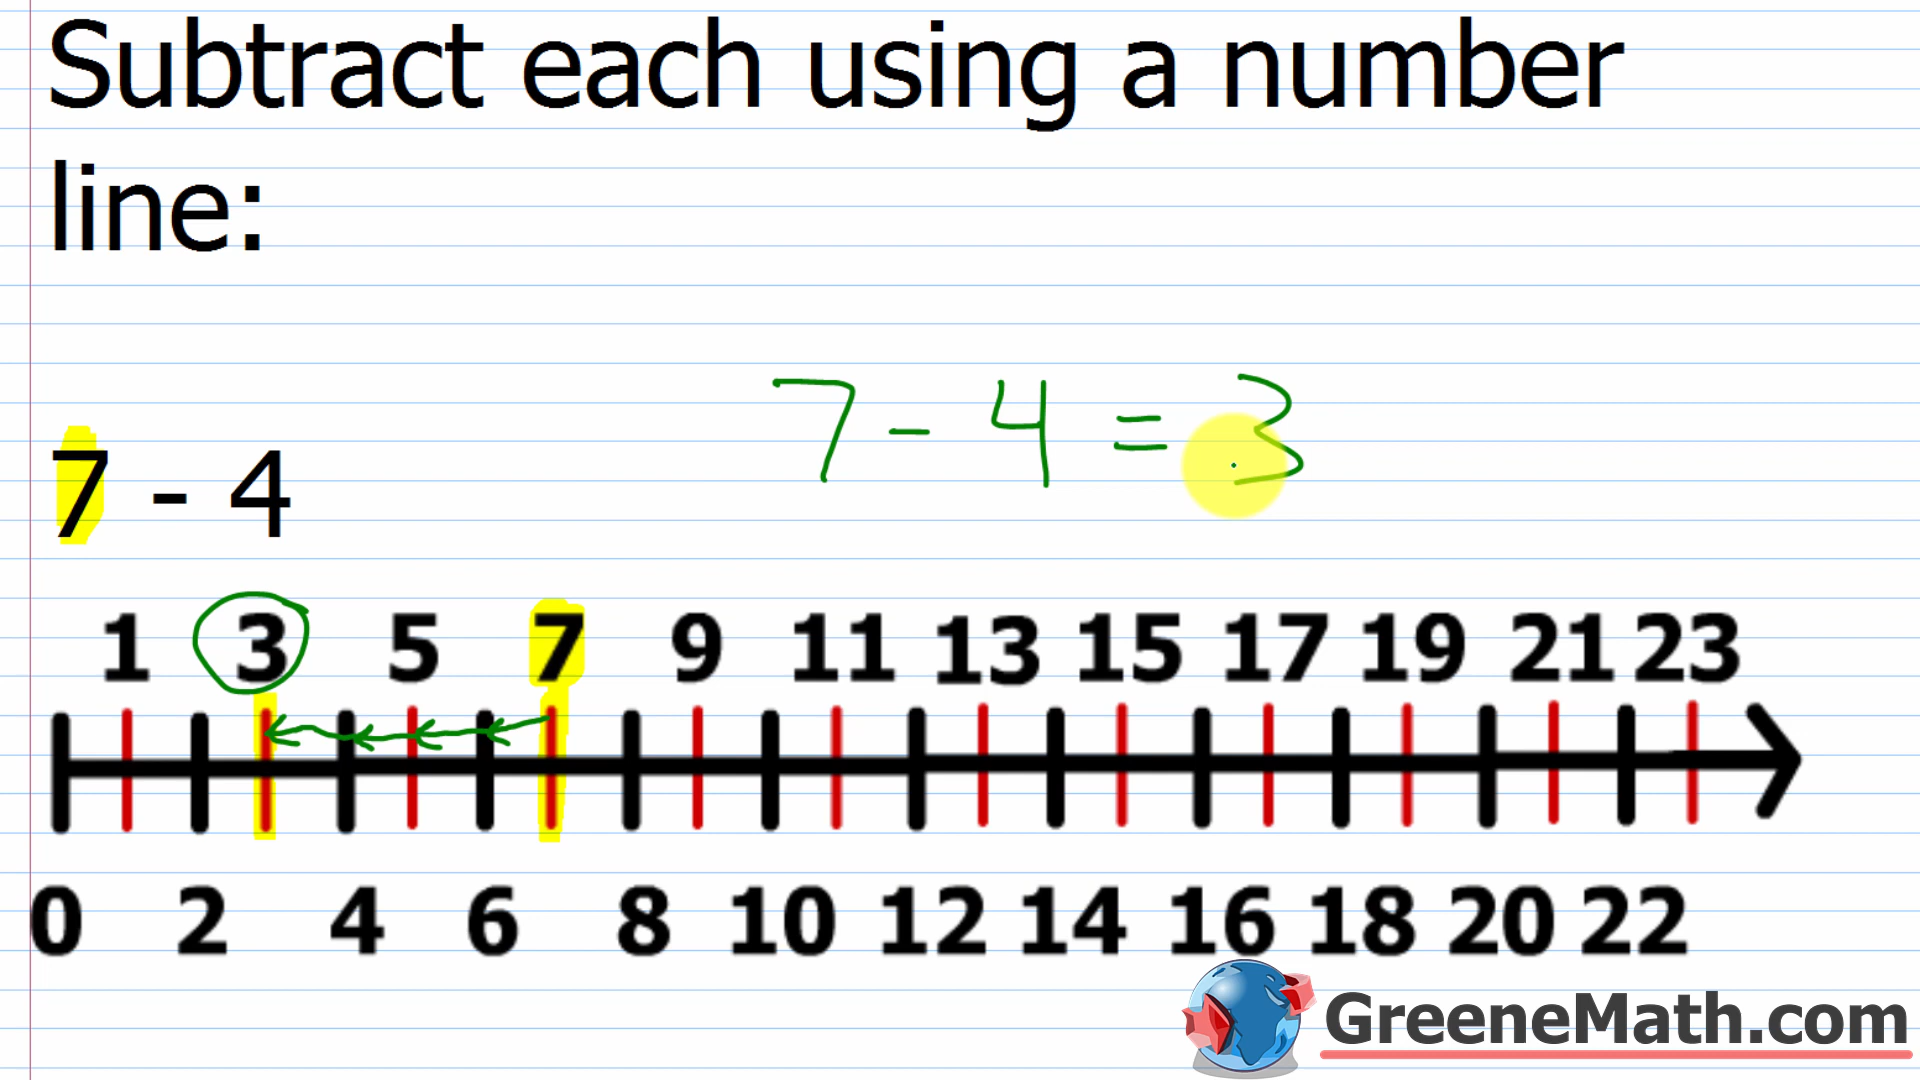 Subtract each using a number
line:
7 - 4 = 3
7 - 4
1 3 5 7 9 11 13 15 17 19 21 23
0 2 4 6 8 10 12 14 16 18 20 22
GreeneMath.com